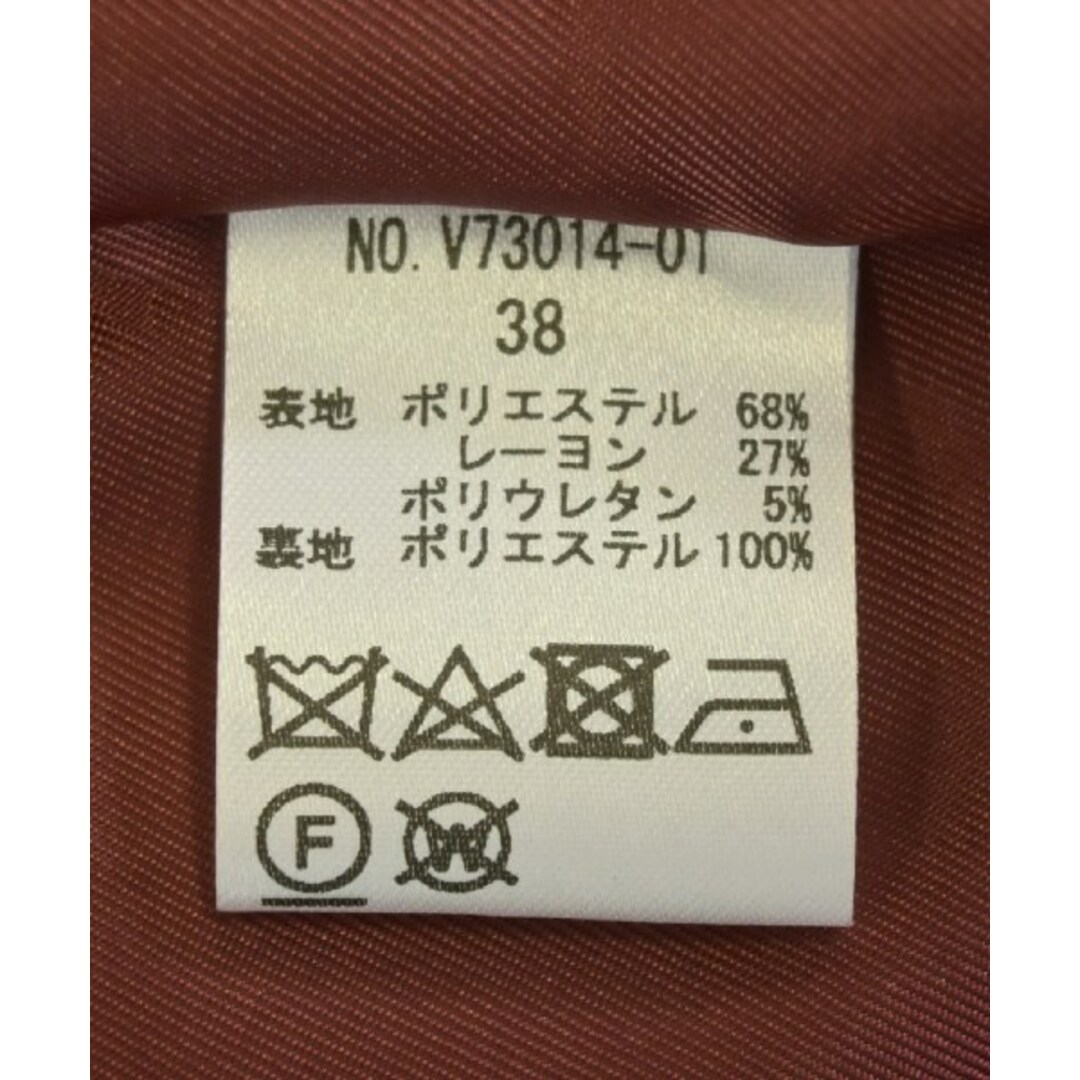 NO. V73014-01
38
表地 ポリエステル 68%
レーヨン 27%
ポリウレタン 5%
裏地 ポリエステル 100%
F
W